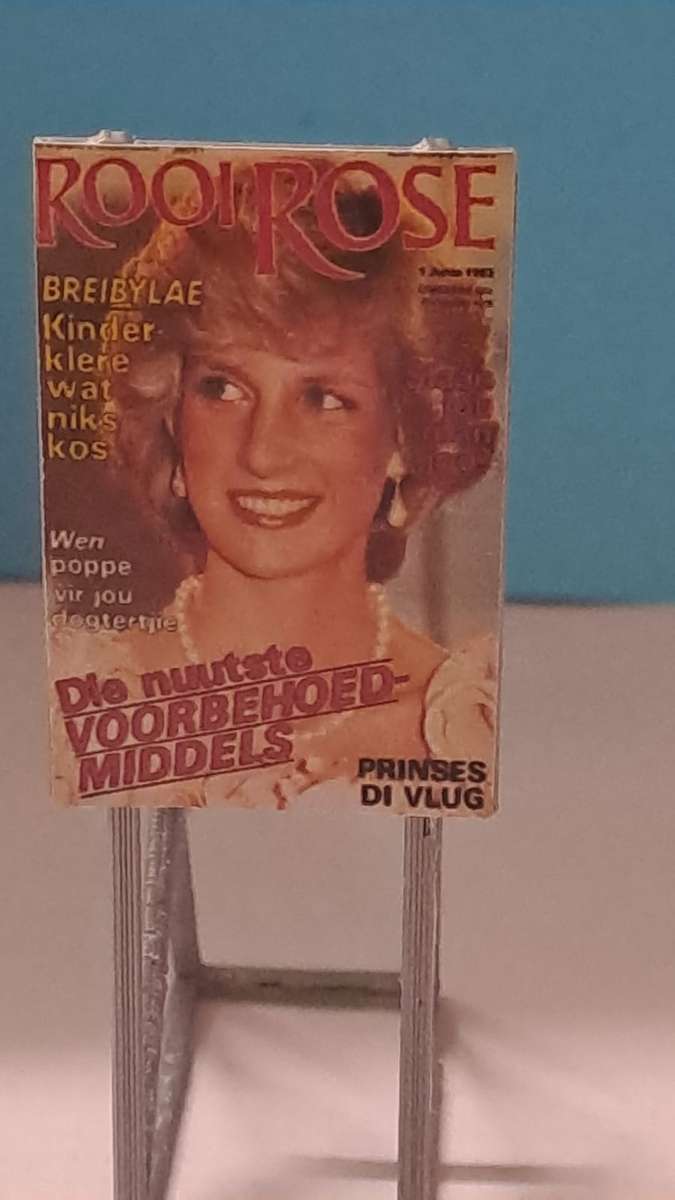 ROOI ROSE
BREIBYLAE
Kinder-
klere
wat
niks
kos
Wen
poppe
vir jou
dogtertjie
Die nuutste
VOORBEHOED-
MIDDELS
PRINSES
DI VLUG